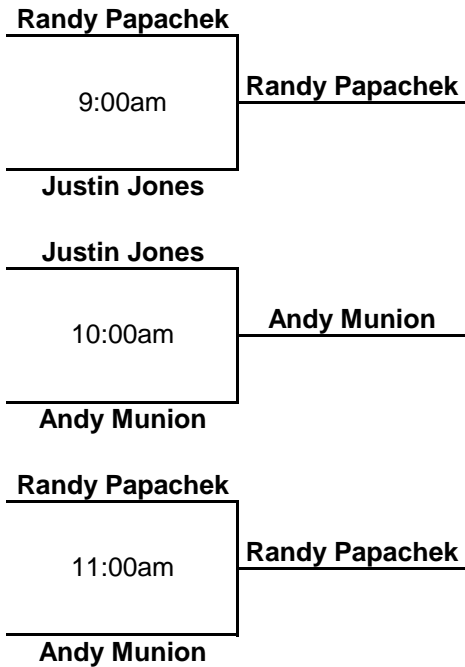 Randy Papachek
9:00am
Randy Papachek
Justin Jones
Justin Jones
10:00am
Andy Munion
Andy Munion
Randy Papachek
11:00am
Randy Papachek
Andy Munion